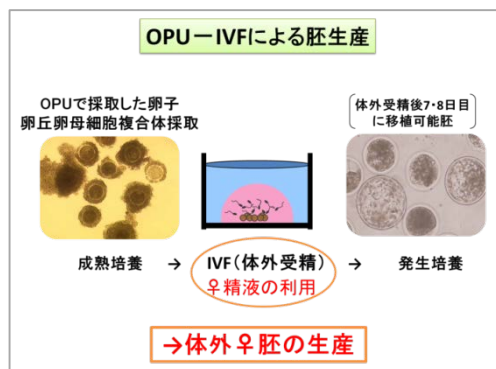 OPU－IVFによる胚生産
OPUで採取した卵子
卵丘卵母細胞複合体採取
体外受精後7・8日目
に移植可能胚
成熟培養 → IVF(体外受精) → 発生培養
♀精液の利用
→体外♀胚の生産